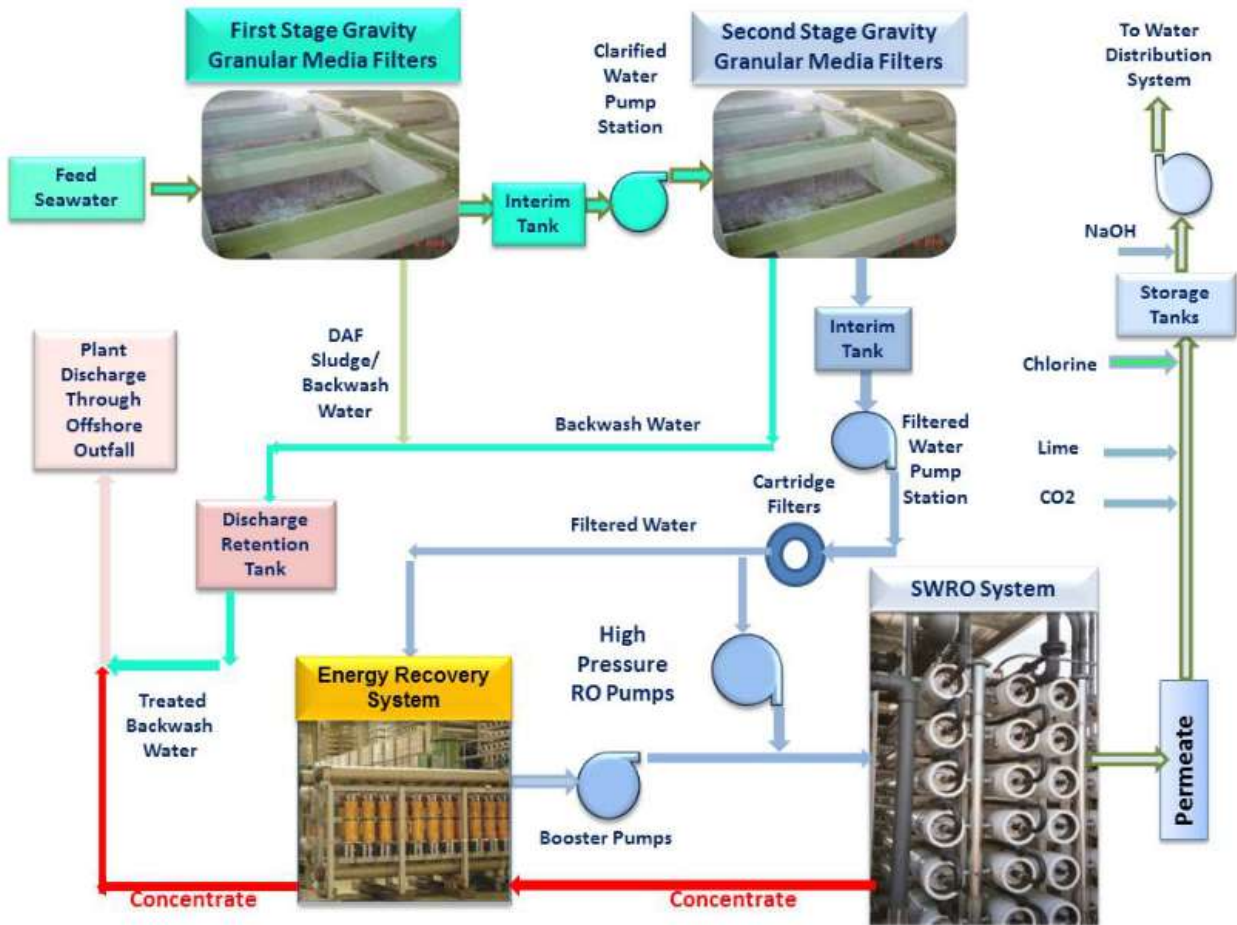 First Stage Gravity
Granular Media Filters
Clarified
Water
Pump
Station
Second Stage Gravity
Granular Media Filters
To Water
Distribution
System
Feed
Seawater
Interim
Tank
NaOH
Storage
Tanks
Plant
Discharge
Through
Offshore
Outfall
DAF
Sludge/
Backwash
Water
Interim
Tank
Chlorine
Backwash Water
Filtered
Water
Pump
Station
Lime
CO2
Cartridge
Filters
Discharge
Retention
Tank
Filtered Water
SWRO System
High
Pressure
RO Pumps
Energy Recovery
System
Treated
Backwash
Water
Permeate
Booster Pumps
Concentrate
Concentrate